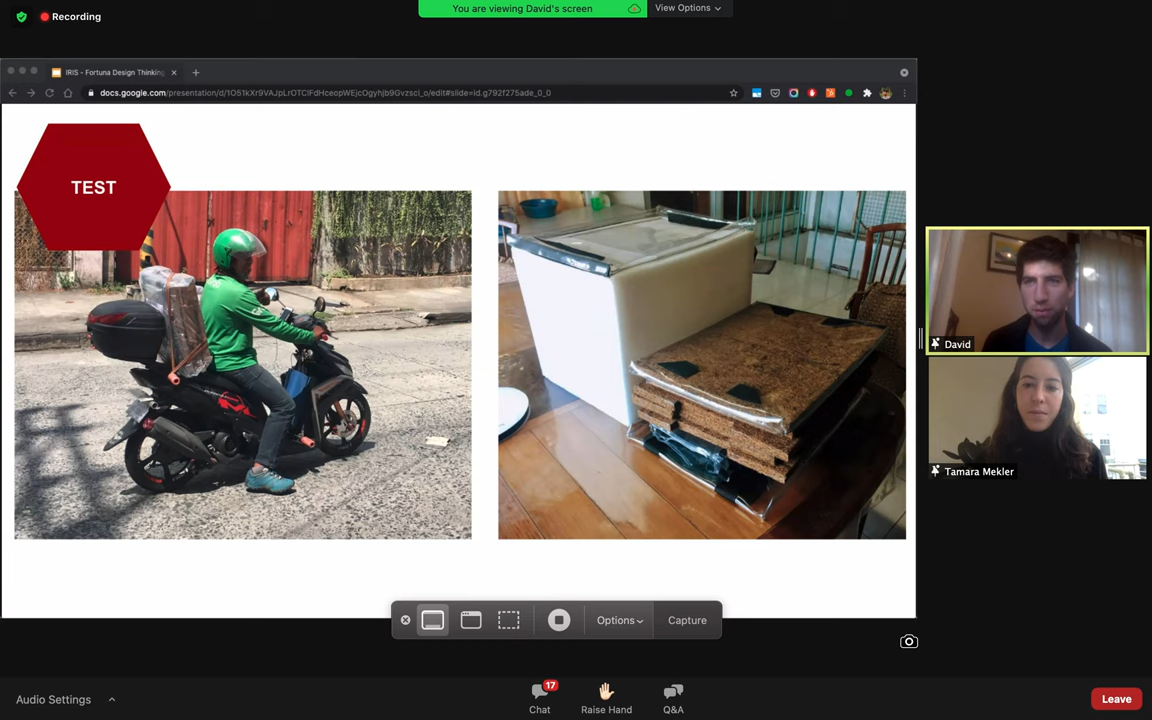 Recording
You are viewing David's screen
View Options
IRIS - Fortuna Design Thinking
docs.google.com/presentation/d/1O51kXr9VAJpLrOTCIFdHceopWEjcOgyhjb9Gvzsci_o/edit#slide=id.g792f275ade_0_0
TEST
David
Tamara Mekler
Options
Capture
Audio Settings
17
Chat
Raise Hand
Q&A
Leave